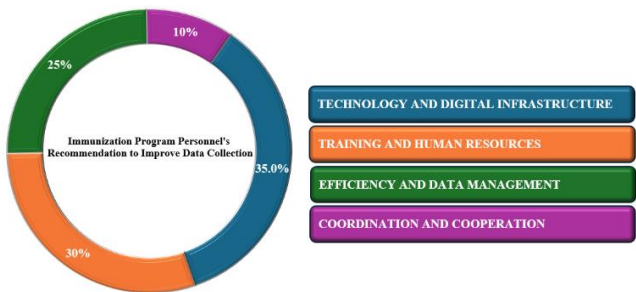 10%
25%
Immunization Program Personnel's
Recommendation to Improve Data Collection
35.0%
30%
TECHNOLOGY AND DIGITAL INFRASTRUCTURE
TRAINING AND HUMAN RESOURCES
EFFICIENCY AND DATA MANAGEMENT
COORDINATION AND COOPERATION